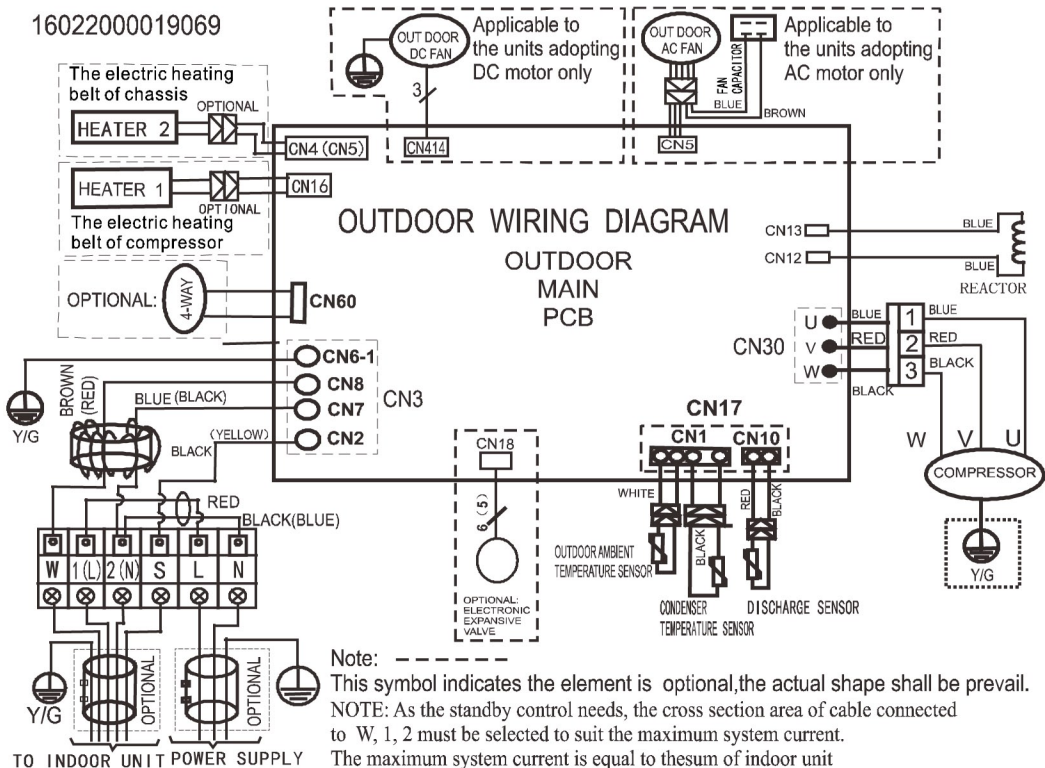 16022000019069
The electric heating
belt of chassis
OPTIONAL
HEATER 2
CN4 (CN5)
HEATER 1
CN16
OPTIONAL
The electric heating
belt of compressor
OPTIONAL:
4-WAY
CN60
OUT DOOR
DC FAN
3
CN414
Applicable to
the units adopting
DC motor only
OUT DOOR
AC FAN
FAN
CAPACITOR
BLUE
BROWN
CN5
Applicable to
the units adopting
AC motor only
OUTDOOR WIRING DIAGRAM
OUTDOOR
MAIN
PCB
CN13
CN12
BLUE
BLUE
REACTOR
CN30
U
V
W
BLUE
RED
BLACK
1
2
3
BLUE
RED
BLACK
W V U
COMPRESSOR
Y/G
CN6-1
CN8
CN7
CN2
CN3
Y/G
BROWN
(RED)
BLUE (BLACK)
BLACK
(YELLOW)
RED
BLACK(BLUE)
W 1(L) 2(N) S L N
Y/G
OPTIONAL
OPTIONAL
TO INDOOR UNIT POWER SUPPLY
CN18
6 (5)
OPTIONAL:
ELECTRONIC
EXPANSIVE
VALVE
CN17
CN1 CN10
WHITE
BLACK
RED
BLACK
OUTDOOR AMBIENT
TEMPERATURE SENSOR
CONDENSER
TEMPERATURE SENSOR
DISCHARGE SENSOR
Note: - - - - - -
This symbol indicates the element is optional,the actual shape shall be prevail.
NOTE: As the standby control needs, the cross section area of cable connected
to W, 1, 2 must be selected to suit the maximum system current.
The maximum system current is equal to thesum of indoor unit